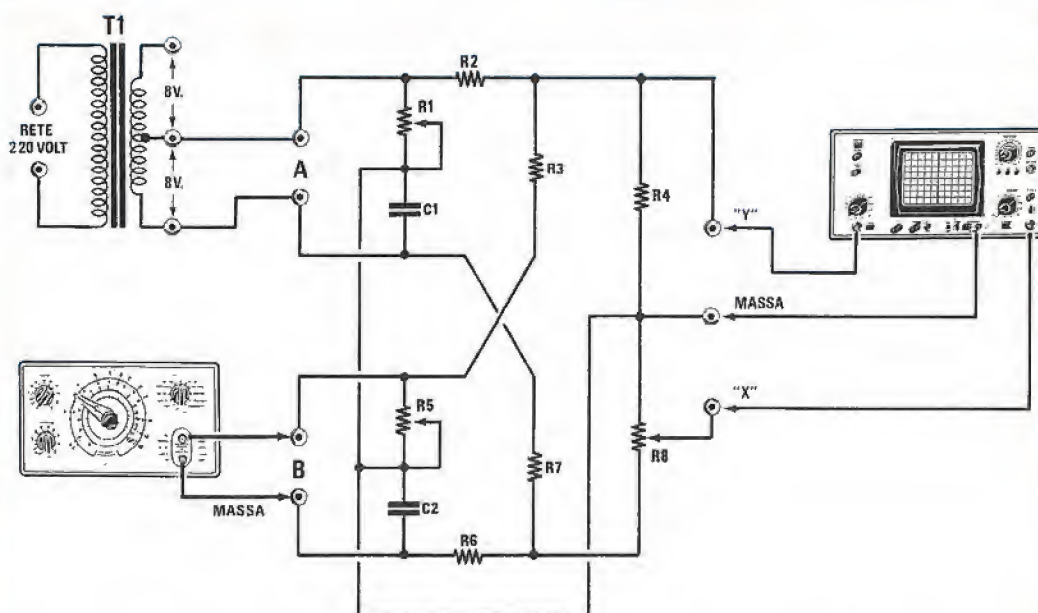 T1
8V.
RETE
220 VOLT
8V.
A
R1
C1
R2
R3
R4
"Y"
MASSA
"X"
R5
B
MASSA
C2
R6
R7
R8